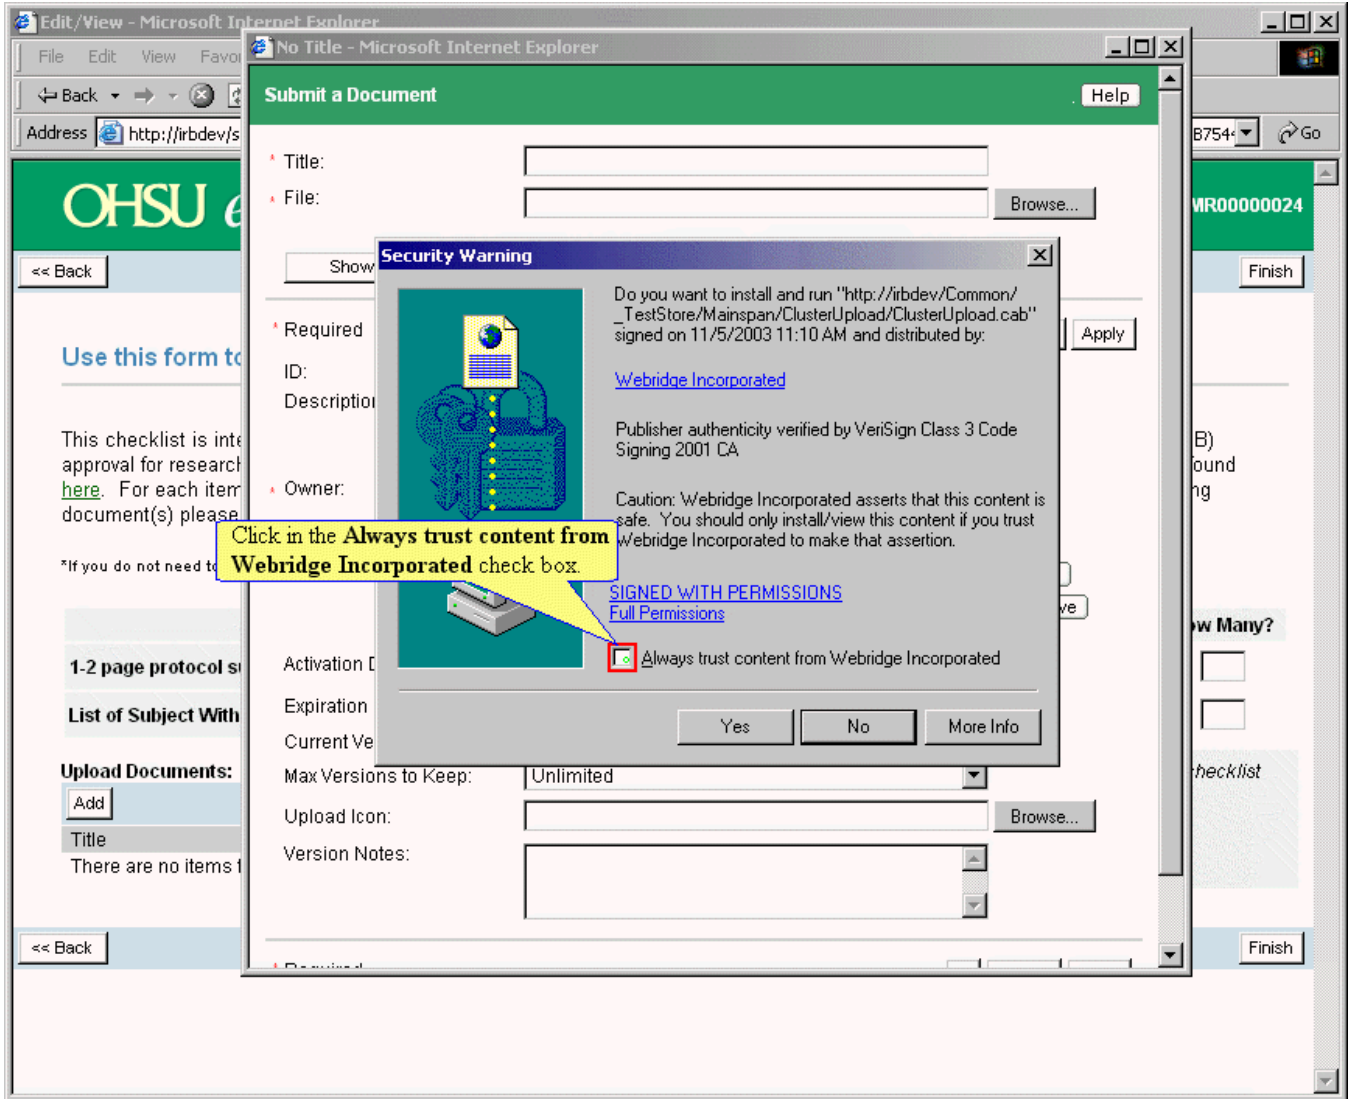 Edit/View - Microsoft Internet Explorer
File Edit View
Back
Address http://irbdev/s
B754
Go
OHSU
MR00000024
<< Back
Finish
Use this form to
This checklist is
approval for research
here. For each item
document(s) please
*If you do not need
1-2 page protocol
List of Subject With
Many?
Upload Documents:
Add
Title
There are no items
<< Back
Finish
No Title - Microsoft Internet Explorer
Submit a Document
Help
* Title:
* File:
Browse...
Show
* Required
Apply
ID:
* Owner:
Activation
Expiration
Current
Max Versions to Keep:
Unlimited
Upload Icon:
Browse...
Version Notes:
Security Warning
Do you want to install and run "http://irbdev/Common/
_TestStore/Mainspan/ClusterUpload/ClusterUpload.cab"
signed on 11/5/2003 11:10 AM and distributed by:
Webridge Incorporated
Publisher authenticity verified by VeriSign Class 3 Code
Signing 2001 CA
Caution: Webridge Incorporated asserts that this content is
safe. You should only install/view this content if you trust
Webridge Incorporated to make that assertion.
SIGNED WITH PERMISSIONS
Full Permissions
Always trust content from Webridge Incorporated
Yes
No
More Info
Click in the Always trust content from
Webridge Incorporated check box.